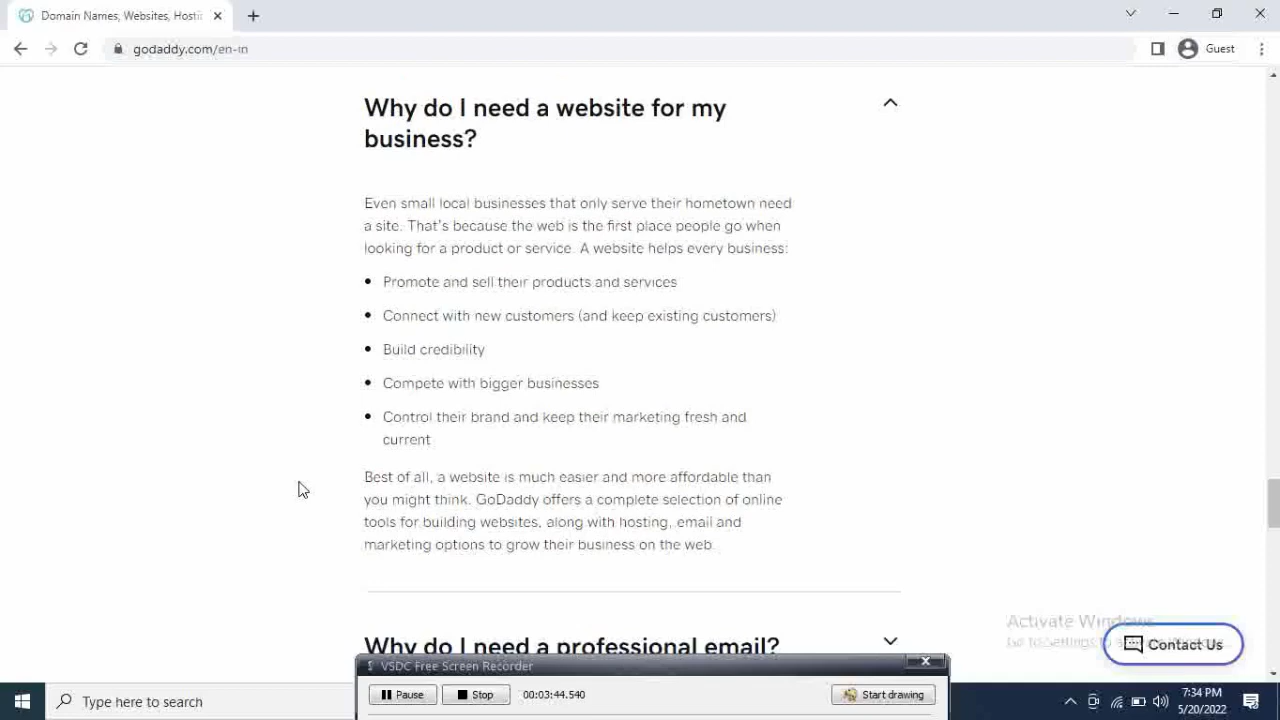 Domain Names, Websites, Hosti
godaddy.com/en-in
Guest
Why do I need a website for my
business?
Even small local businesses that only serve their hometown need
a site. That's because the web is the first place people go when
looking for a product or service. A website helps every business:
Promote and sell their products and services
Connect with new customers (and keep existing customers)
Build credibility
Compete with bigger businesses
Control their brand and keep their marketing fresh and
current
Best of all, a website is much easier and more affordable than
you might think. GoDaddy offers a complete selection of online
tools for building websites, along with hosting, email and
marketing options to grow their business on the web.
Why do I need a professional email?
Activate Windows
Go to Settings to
Contact Us
VSDC Free Screen Recorder
Pause
Stop
00:03:44.540
Start drawing
Type here to search
7:34 PM
5/20/2022